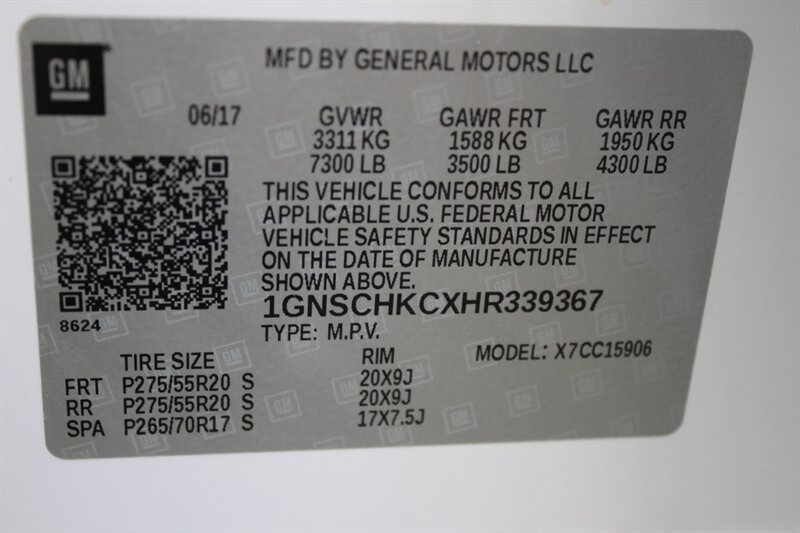 GM
MFD BY GENERAL MOTORS LLC
06/17 GVWR GAWR FRT GAWR RR
3311 KG 1588 KG 1950 KG
7300 LB 3500 LB 4300 LB
THIS VEHICLE CONFORMS TO ALL
APPLICABLE U.S. FEDERAL MOTOR
VEHICLE SAFETY STANDARDS IN EFFECT
ON THE DATE OF MANUFACTURE
SHOWN ABOVE.
1GNSCHKCXHR339367
8624
TYPE: M.P.V.
TIRE SIZE RIM MODEL: X7CC15906
FRT P275/55R20 S 20X9J
RR P275/55R20 S 20X9J
SPA P265/70R17 S 17X7.5J